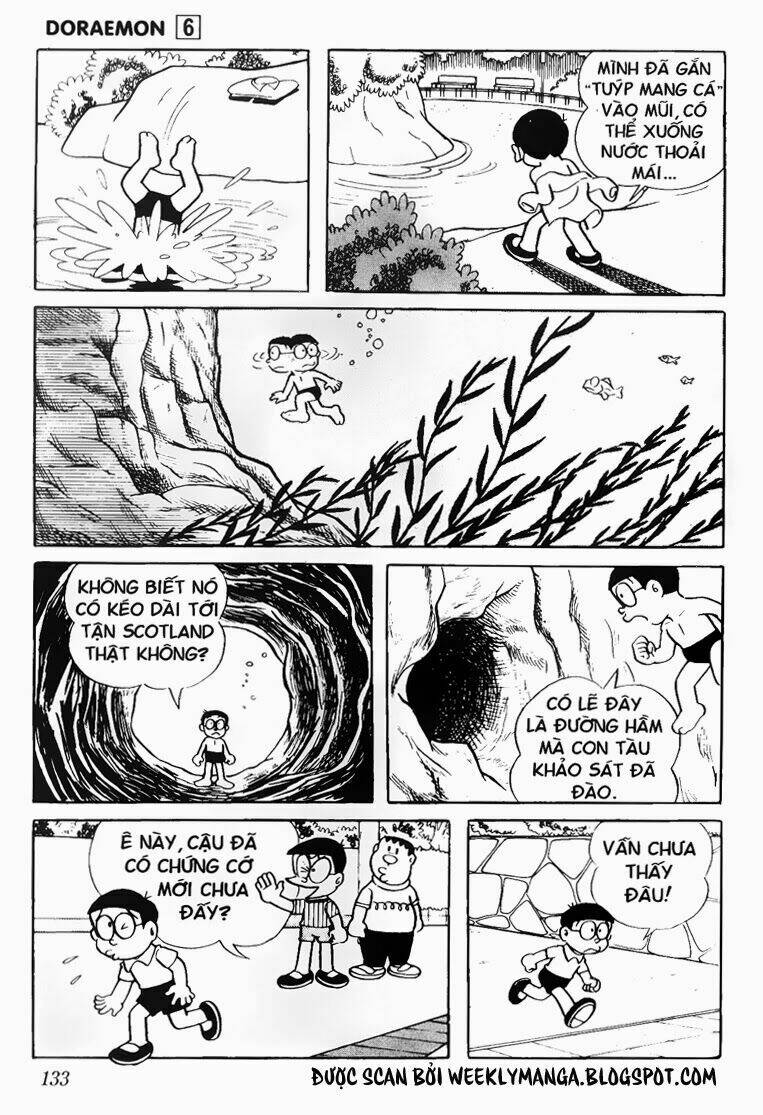 DORAEMON 6
MÌNH ĐÃ GẮN
"TUÝP MANG CÁ"
VÀO MŨI, CÓ
THỂ XUỐNG
NƯỚC THOẢI
MÁI...
CÓ LẼ ĐÂY
LÀ ĐƯỜNG HẦM
MÀ CON TÀU
KHẢO SÁT ĐÃ
ĐÀO.
KHÔNG BIẾT NÓ
CÓ KÉO DÀI TỚI
TẬN SCOTLAND
THẬT KHÔNG?
VẪN CHƯA
THẤY
ĐÂU!
Ê NÀY, CẬU ĐÃ
CÓ CHỨNG CỚ
MỚI CHƯA
ĐẤY?
133
ĐƯỢC SCAN BỞI WEEKLYMANGA.BLOGSPOT.COM